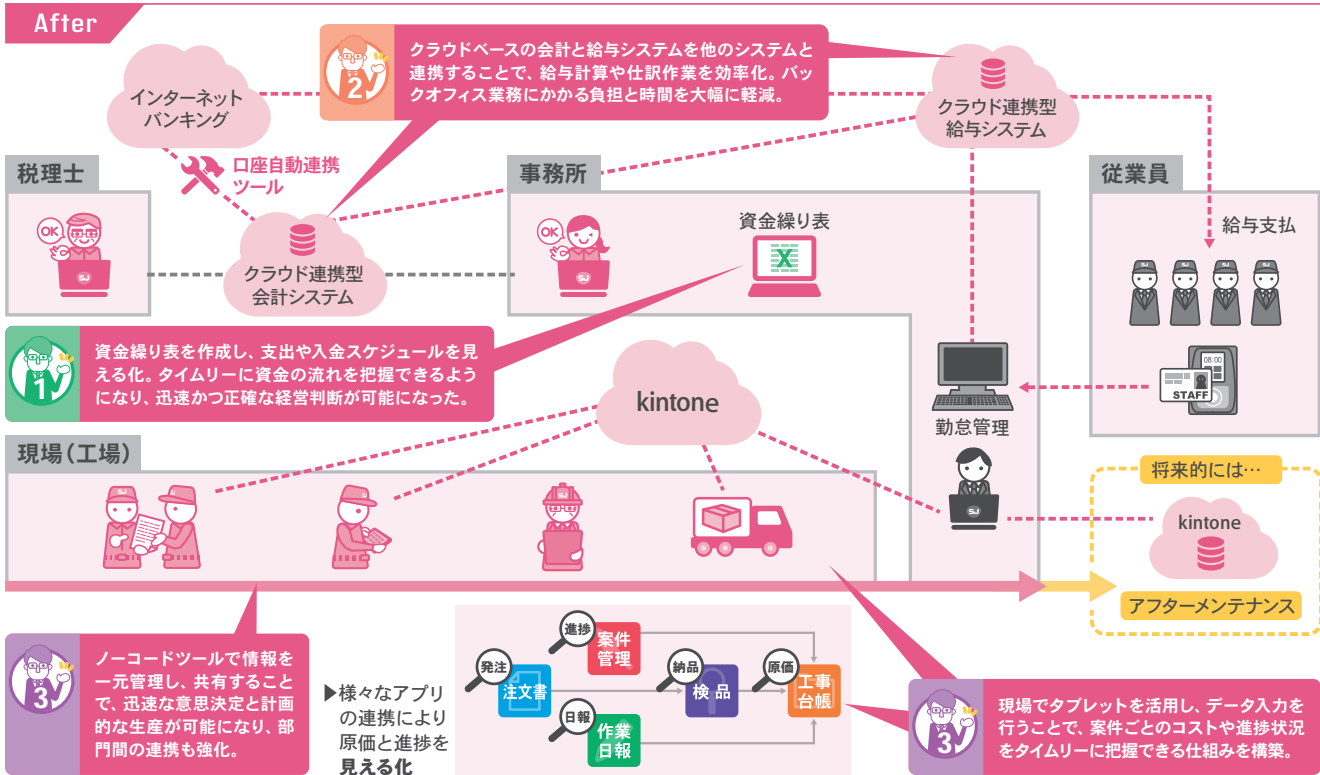 After
インターネット
バンキング
2
クラウドベースの会計と給与システムを他のシステムと
連携することで、給与計算や仕訳作業を効率化。バッ
クオフィス業務にかかる負担と時間を大幅に軽減。
クラウド連携型
給与システム
口座自動連携
ツール
税理士
OK
SJ
クラウド連携型
会計システム
事務所
OK
SJ
資金繰り表
X
従業員
給与支払
SJ
SJ
SJ
SJ
08:00
STAFF
1
資金繰り表を作成し、支出や入金スケジュールを見
える化。タイムリーに資金の流れを把握できるよう
になり、迅速かつ正確な経営判断が可能になった。
kintone
勤怠管理
SJ
現場(工場)
SJ
SJ
将来的には…
kintone
アフターメンテナンス
3
ノーコードツールで情報を
一元管理し、共有すること
で、迅速な意思決定と計画
的な生産が可能になり、部
門間の連携も強化。
▶様々なアプリ
の連携により
原価と進捗を
見える化
進捗
案件
管理
発注
注文書
納品
検品
原価
工事
台帳
日報
作業
日報
3
現場でタブレットを活用し、データ入力を
行うことで、案件ごとのコストや進捗状況
をタイムリーに把握できる仕組みを構築。